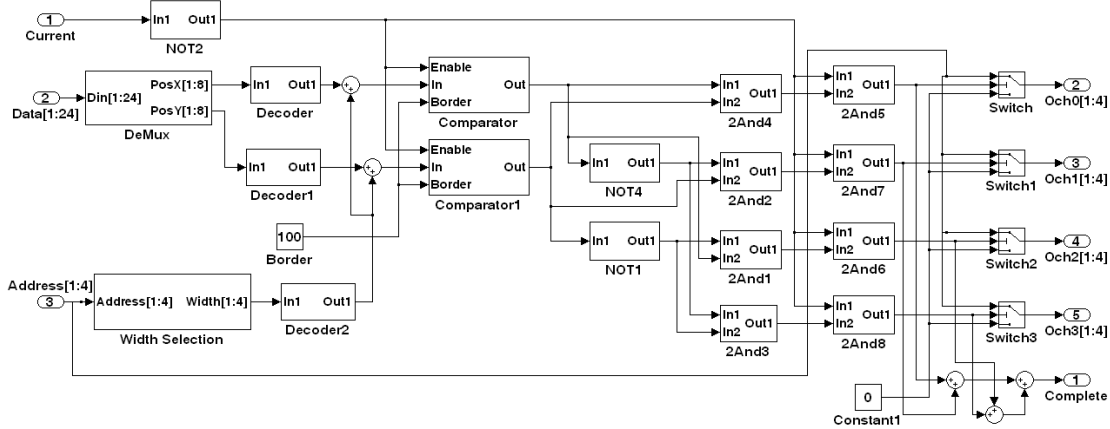 1
Current
In1 Out1
NOT2
2
Data[1:24]
Din[1:24]
PosX[1:8]
PosY[1:8]
DeMux
In1 Out1
Decoder
In1 Out1
Decoder1
Enable
In
Border
Out
Comparator
Enable
In
Border
Out
Comparator1
100
Border
Address[1:4]
3
Address[1:4] Width[1:4]
Width Selection
In1 Out1
Decoder2
In1 Out1
NOT4
In1 Out1
NOT1
In1
In2
Out1
2And4
In1
In2
Out1
2And2
In1
In2
Out1
2And1
In1
In2
Out1
2And3
In1
In2
Out1
2And5
In1
In2
Out1
2And7
In1
In2
Out1
2And6
In1
In2
Out1
2And8
Switch
2
Och0[1:4]
Switch1
3
Och1[1:4]
Switch2
4
Och2[1:4]
Switch3
5
Och3[1:4]
0
Constant1
1
Complete